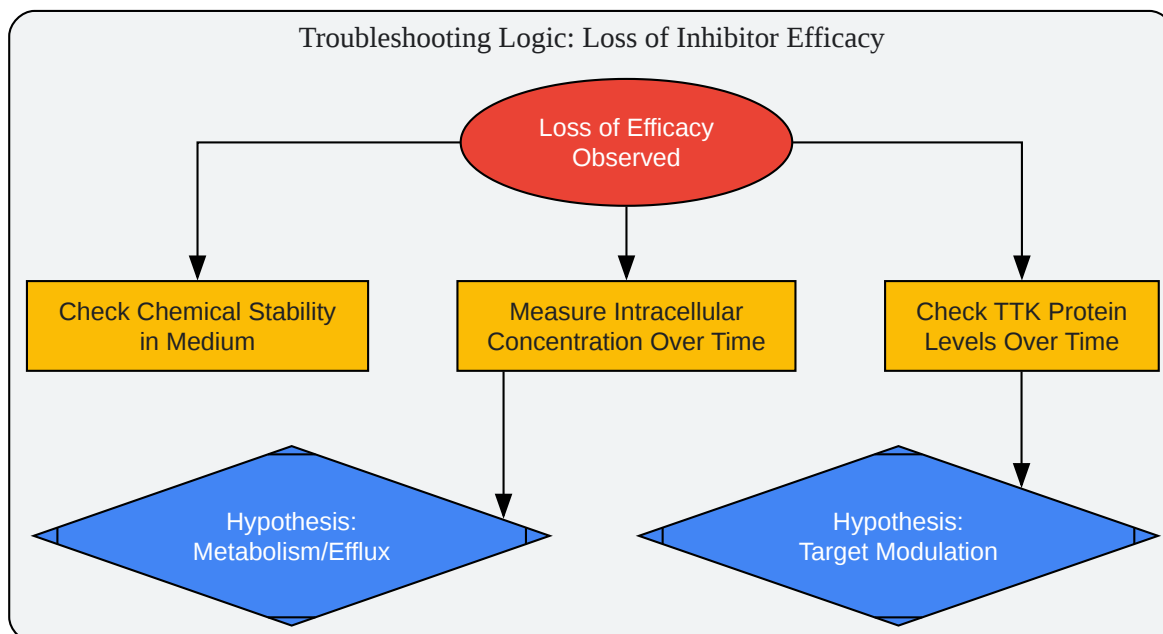 Troubleshooting Logic: Loss of Inhibitor Efficacy
Loss of Efficacy
Observed
Check Chemical Stability
in Medium
Measure Intracellular
Concentration Over Time
Check TTK Protein
Levels Over Time
Hypothesis:
Metabolism/Efflux
Hypothesis:
Target Modulation